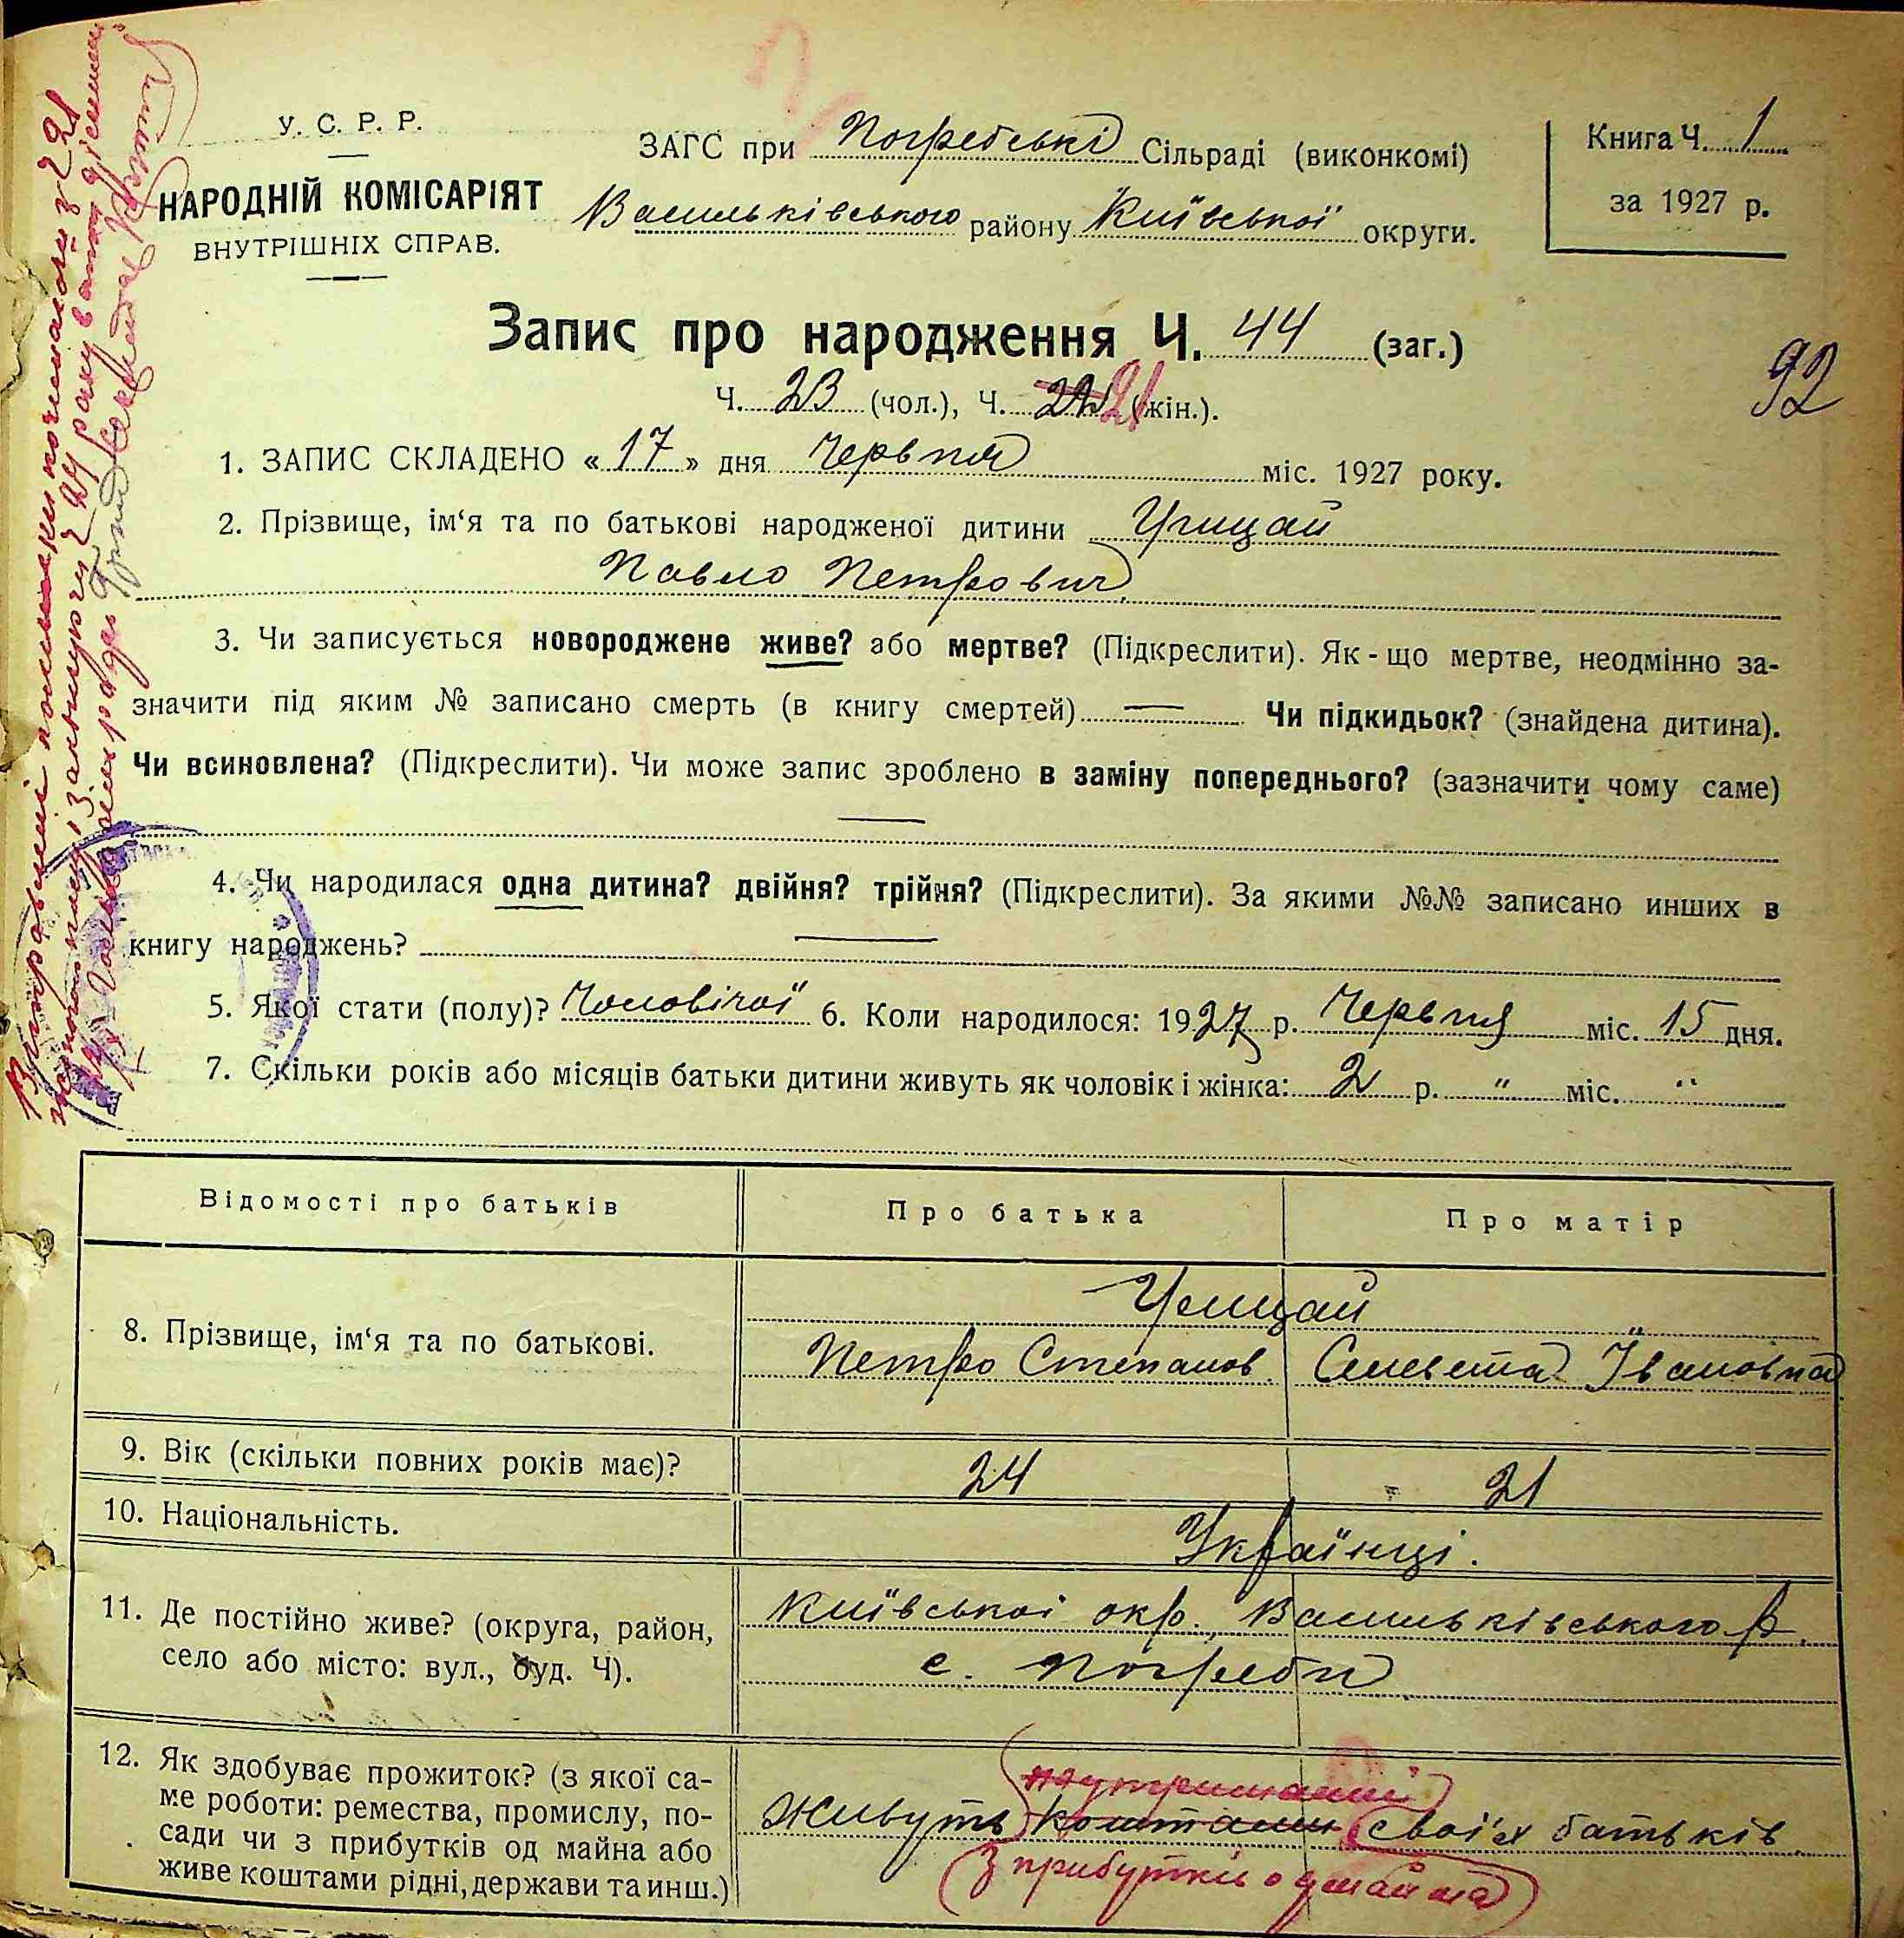 У. С. Р. Р.
НАРОДНІЙ КОМІСАРІЯТ
ВНУТРІШНІХ СПРАВ.
ЗАГС при Погребські Сільраді (виконкомі)
Васильківського району Київської округи.
Книга Ч. 1
за 1927 р.
Запис про народження Ч. 44 (заг.)
92
Ч. 23 (чол.), Ч. 21 (жін.).
1. ЗАПИС СКЛАДЕНО « 17 » дня Червня міс. 1927 року.
2. Прізвище, ім‘я та по батькові народженої дитини
Павло Петрович
3. Чи записується новороджене живе? або мертве? (Підкреслити). Як-що мертве, неодмінно за-
значити під яким № записано смерть (в книгу смертей) — Чи підкидьок? (знайдена дитина).
Чи всиновлена? (Підкреслити). Чи може запис зроблено в заміну попереднього? (зазначити чому саме)
—
4. Чи народилася одна дитина? двійня? трійня? (Підкреслити). За якими №№ записано инших в
книгу народжень? —
5. Якої стати (полу)? Чоловічої 6. Коли народилося: 1927 р. Червня міс. 15 дня.
7. Скільки років або місяців батьки дитини живуть як чоловік і жінка: 2 р. " міс. "
Відомості про батьків
Про батька
Про матір
8. Прізвище, ім‘я та по батькові.
Петро Степанов.
Івановна
9. Вік (скільки повних років має)?
24
21
10. Національність.
Українці.
11. Де постійно живе? (округа, район,
село або місто: вул., буд. Ч).
Київської окр., Васильківського р.
с. Погреби
12. Як здобуває прожиток? (з якої са-
ме роботи: ремества, промислу, по-
сади чи з прибутків од майна або
живе коштами рідні, держави та инш.)
на утриманні
Живуть коштами своїх батьків
З прибутків од майна